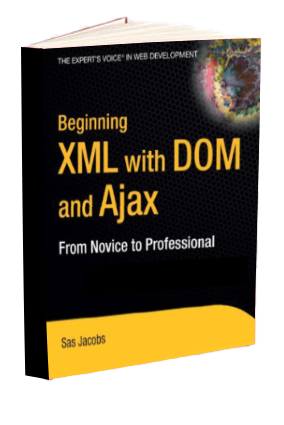 THE EXPERT'S VOICE® IN WEB DEVELOPMENT
Beginning
XML with DOM
and Ajax
From Novice to Professional
Sas Jacobs